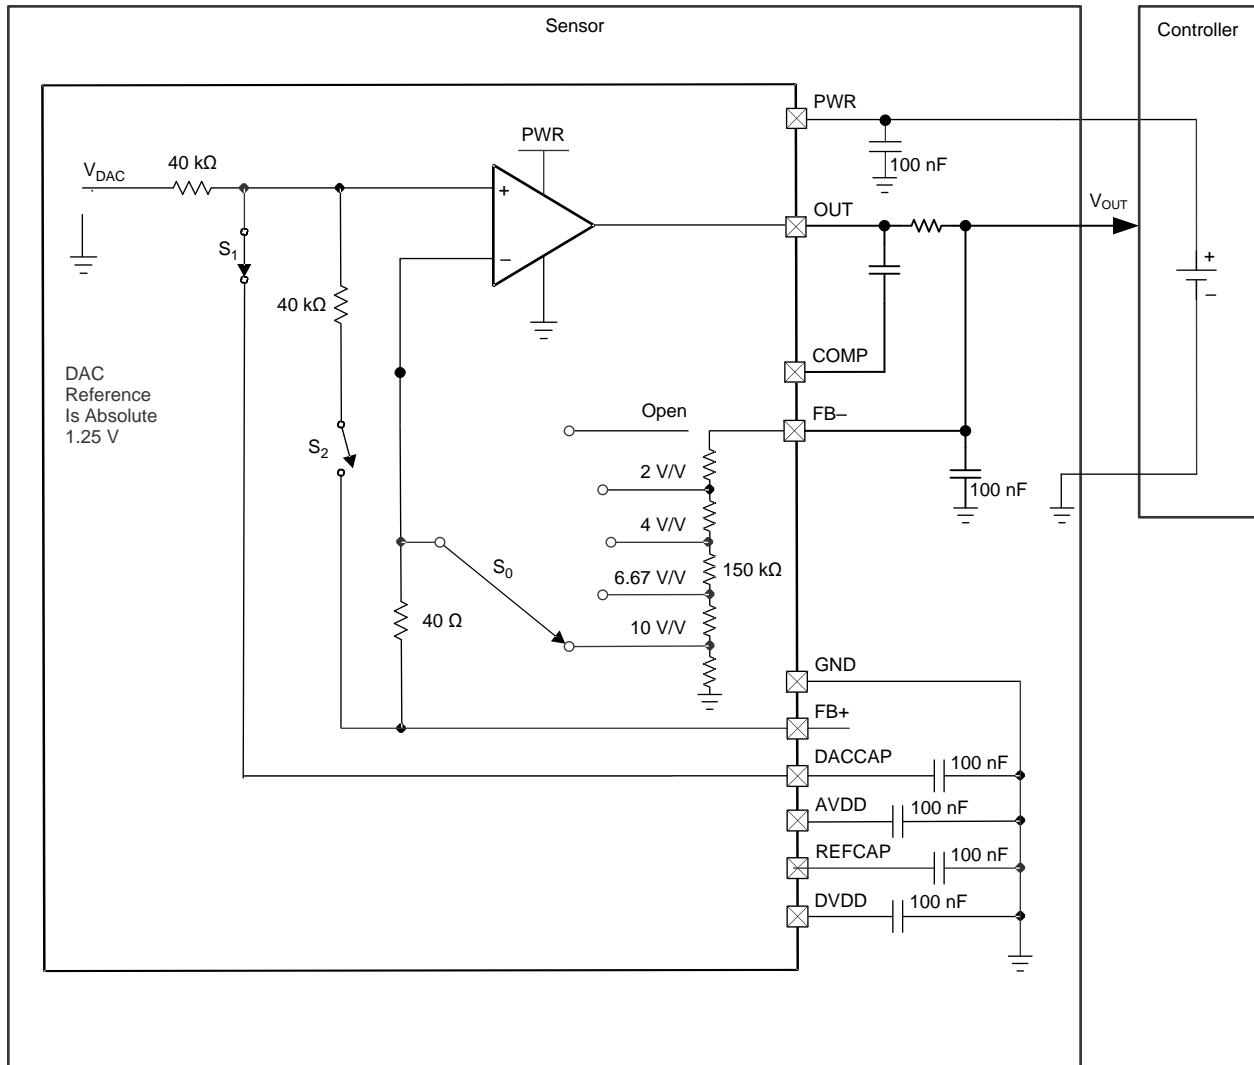 Sensor
Controller
PWR
PWR
100 nF
40 kΩ
V_DAC
+
−
OUT
V_OUT
+
−
S_1
40 kΩ
COMP
DAC
Reference
Is Absolute
1.25 V
Open
FB−
S_2
2 V/V
100 nF
4 V/V
S_0
6.67 V/V
150 kΩ
40 Ω
10 V/V
GND
FB+
DACCAP
100 nF
AVDD
100 nF
REFCAP
100 nF
DVDD
100 nF